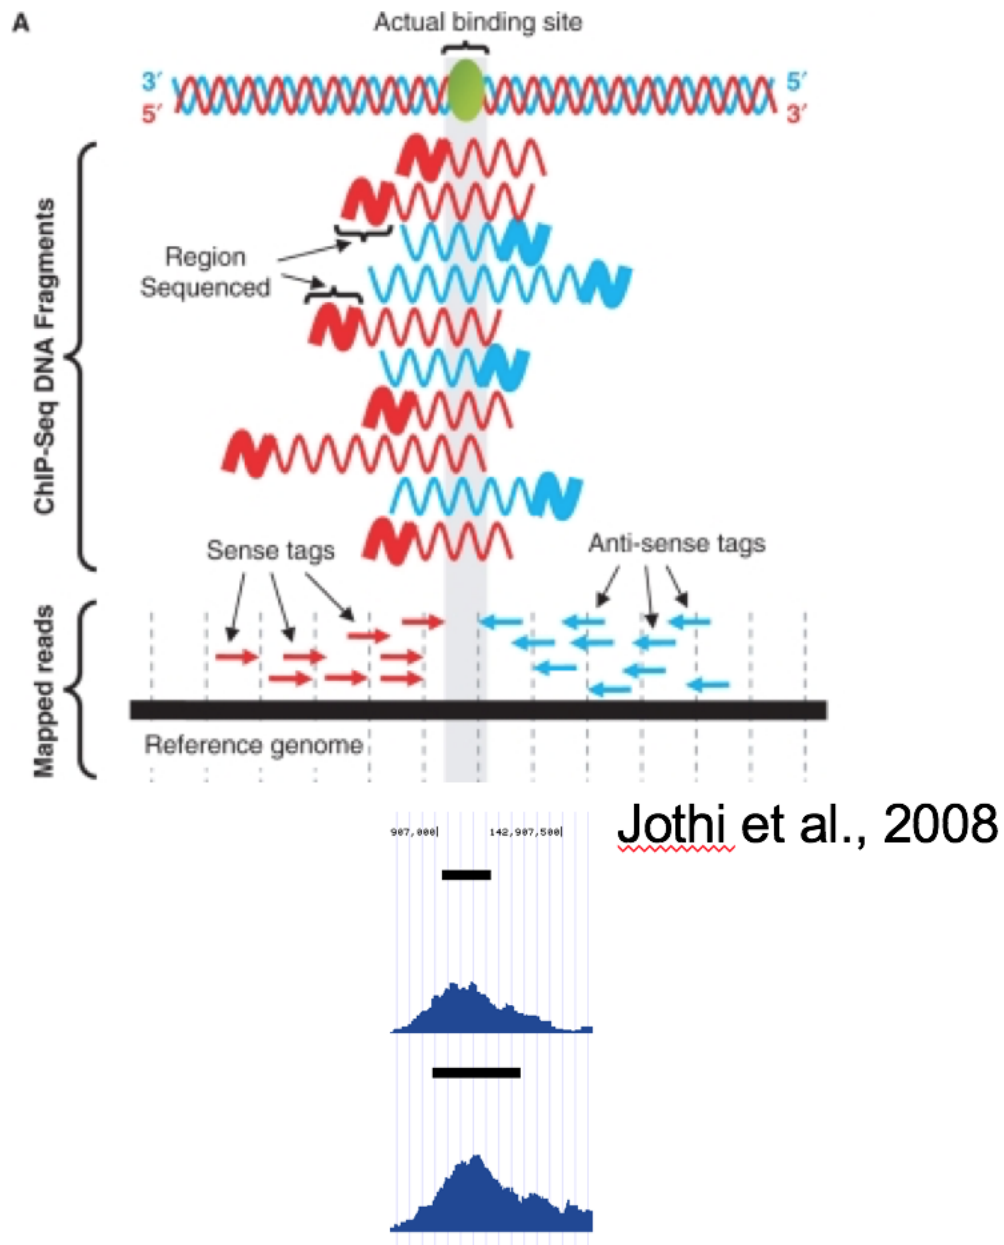 A
Actual binding site
3′ 5′
5′ 3′
ChIP-Seq DNA Fragments
Region
Sequenced
Sense tags
Anti-sense tags
Mapped reads
Reference genome
Jothi et al., 2008
907,000| 142,907,500|